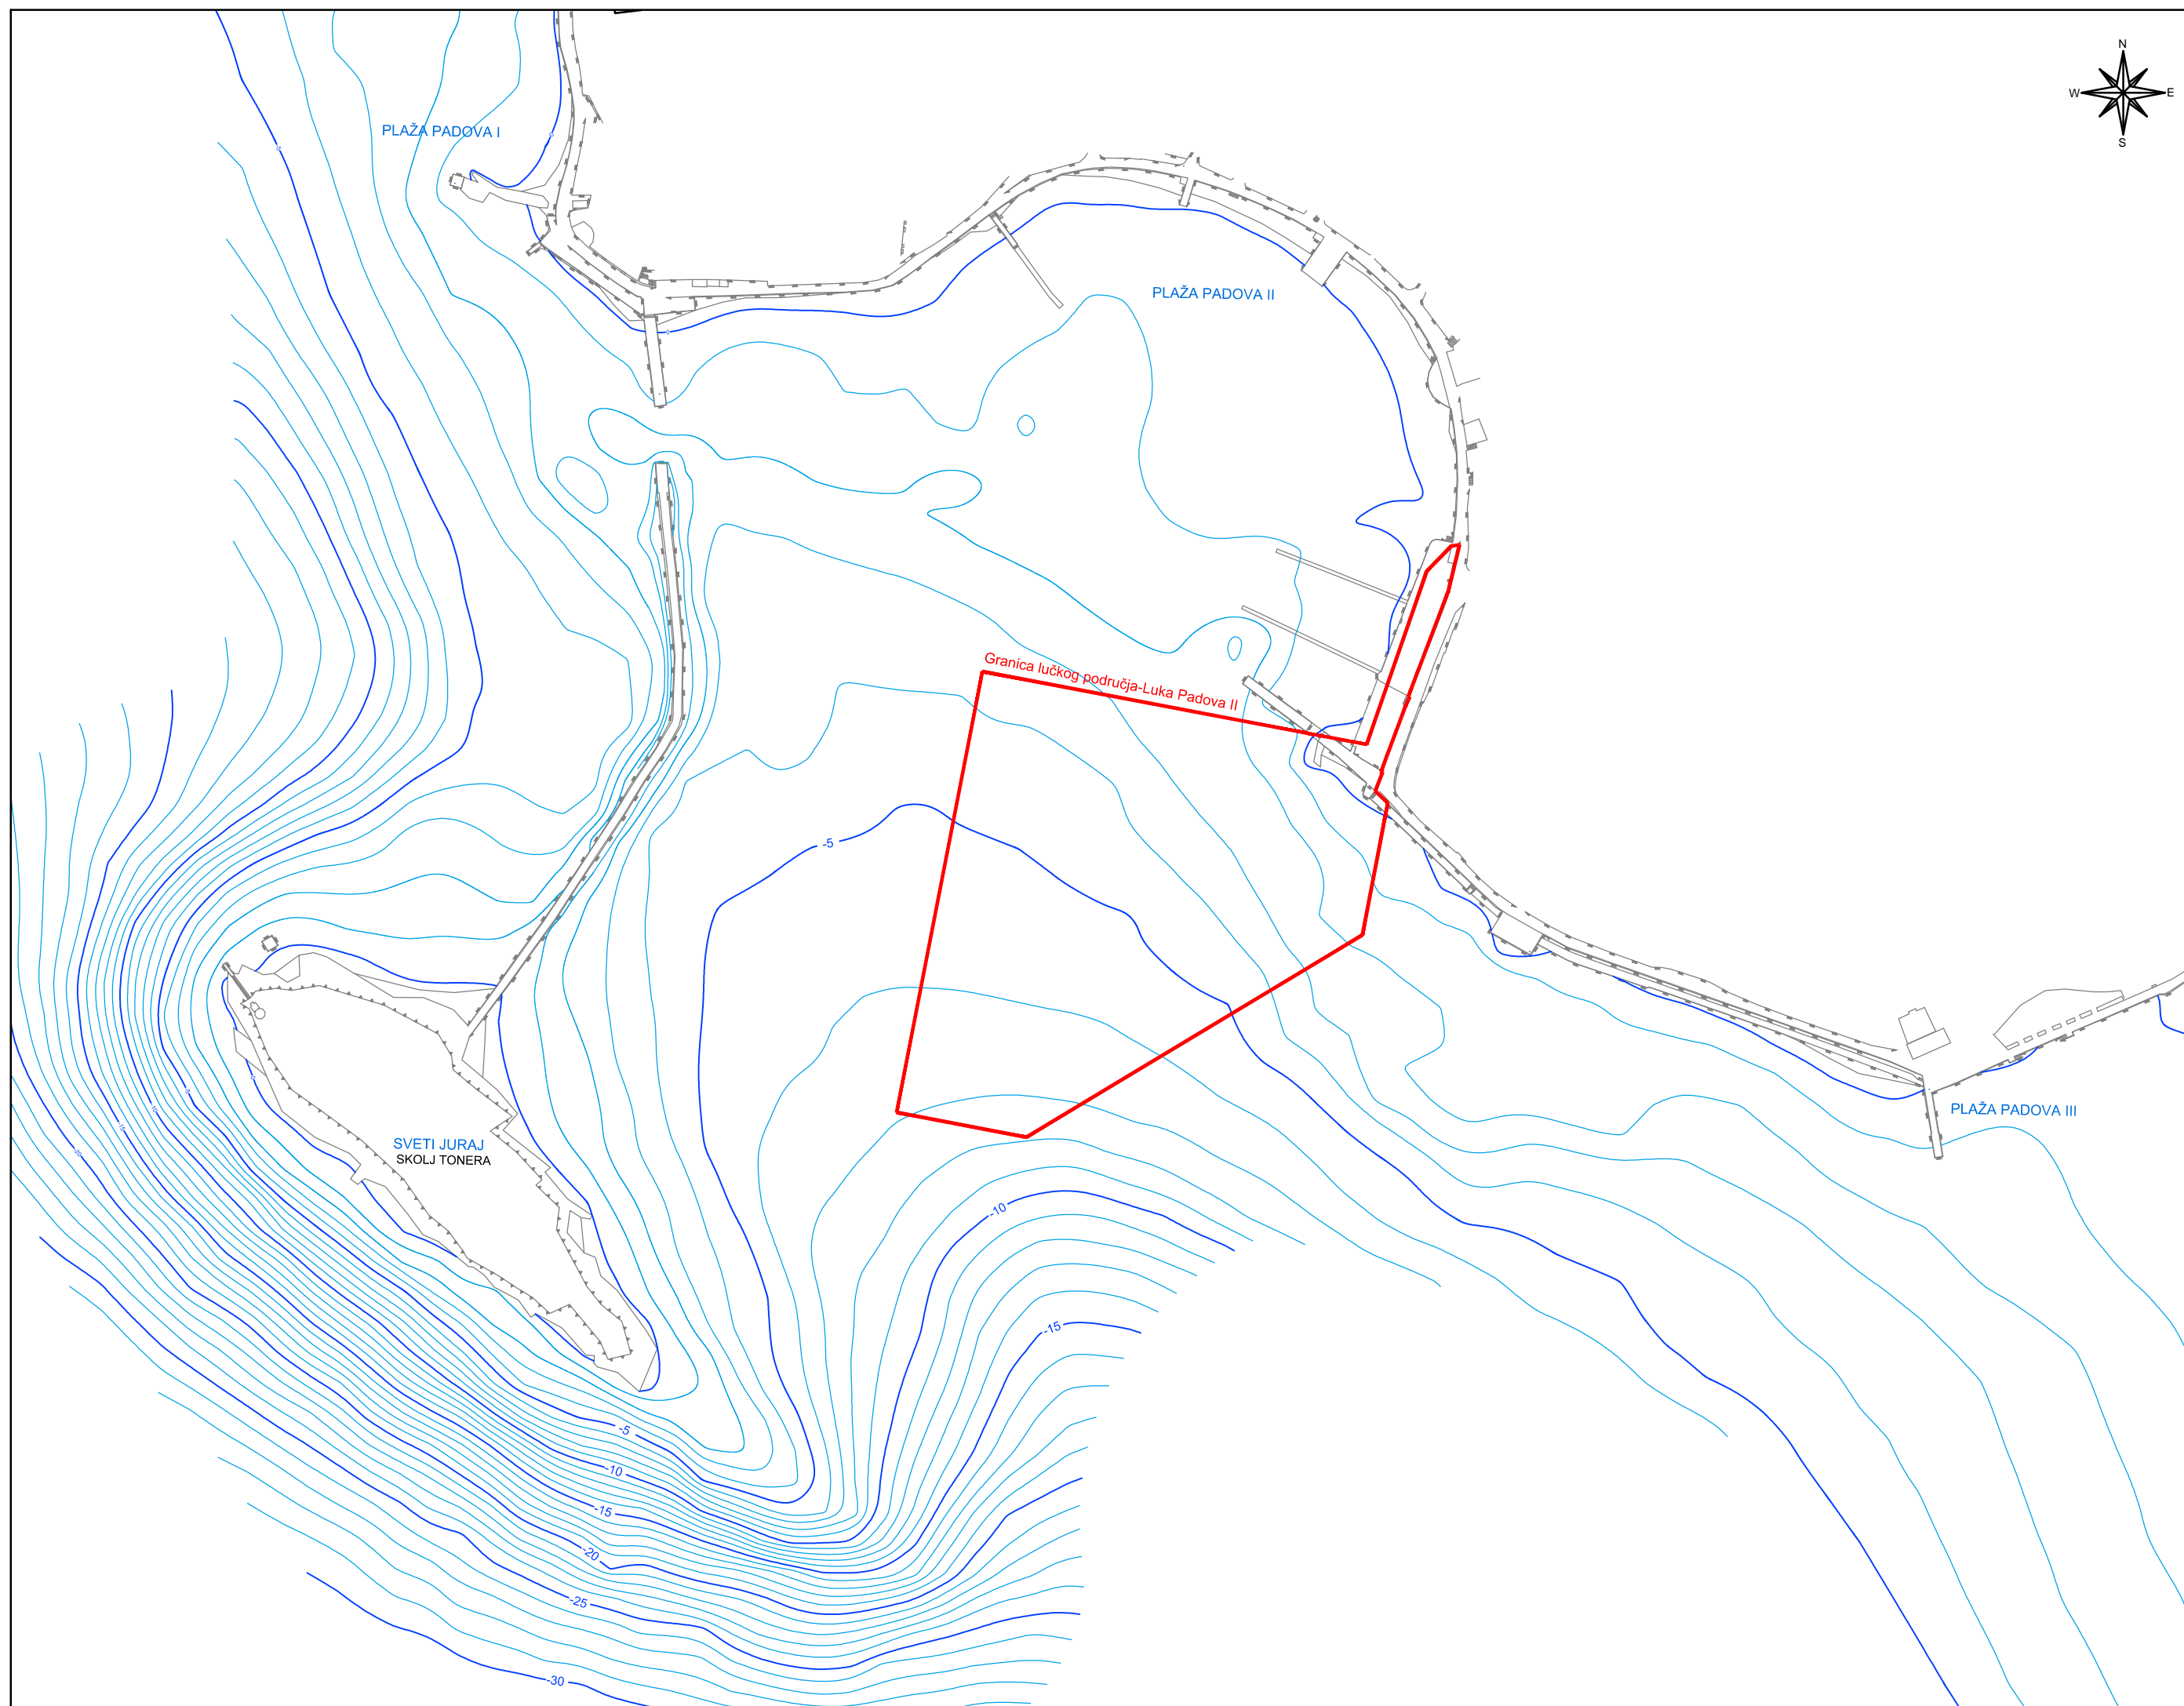 N
W E
S
PLAŽA PADOVA I
PLAŽA PADOVA II
Granica lučkog područja-Luka Padova II
-5
PLAŽA PADOVA III
SVETI JURAJ
SKOLJ TONERA
-10
-15
-5
-10
-15
-20
-25
-30